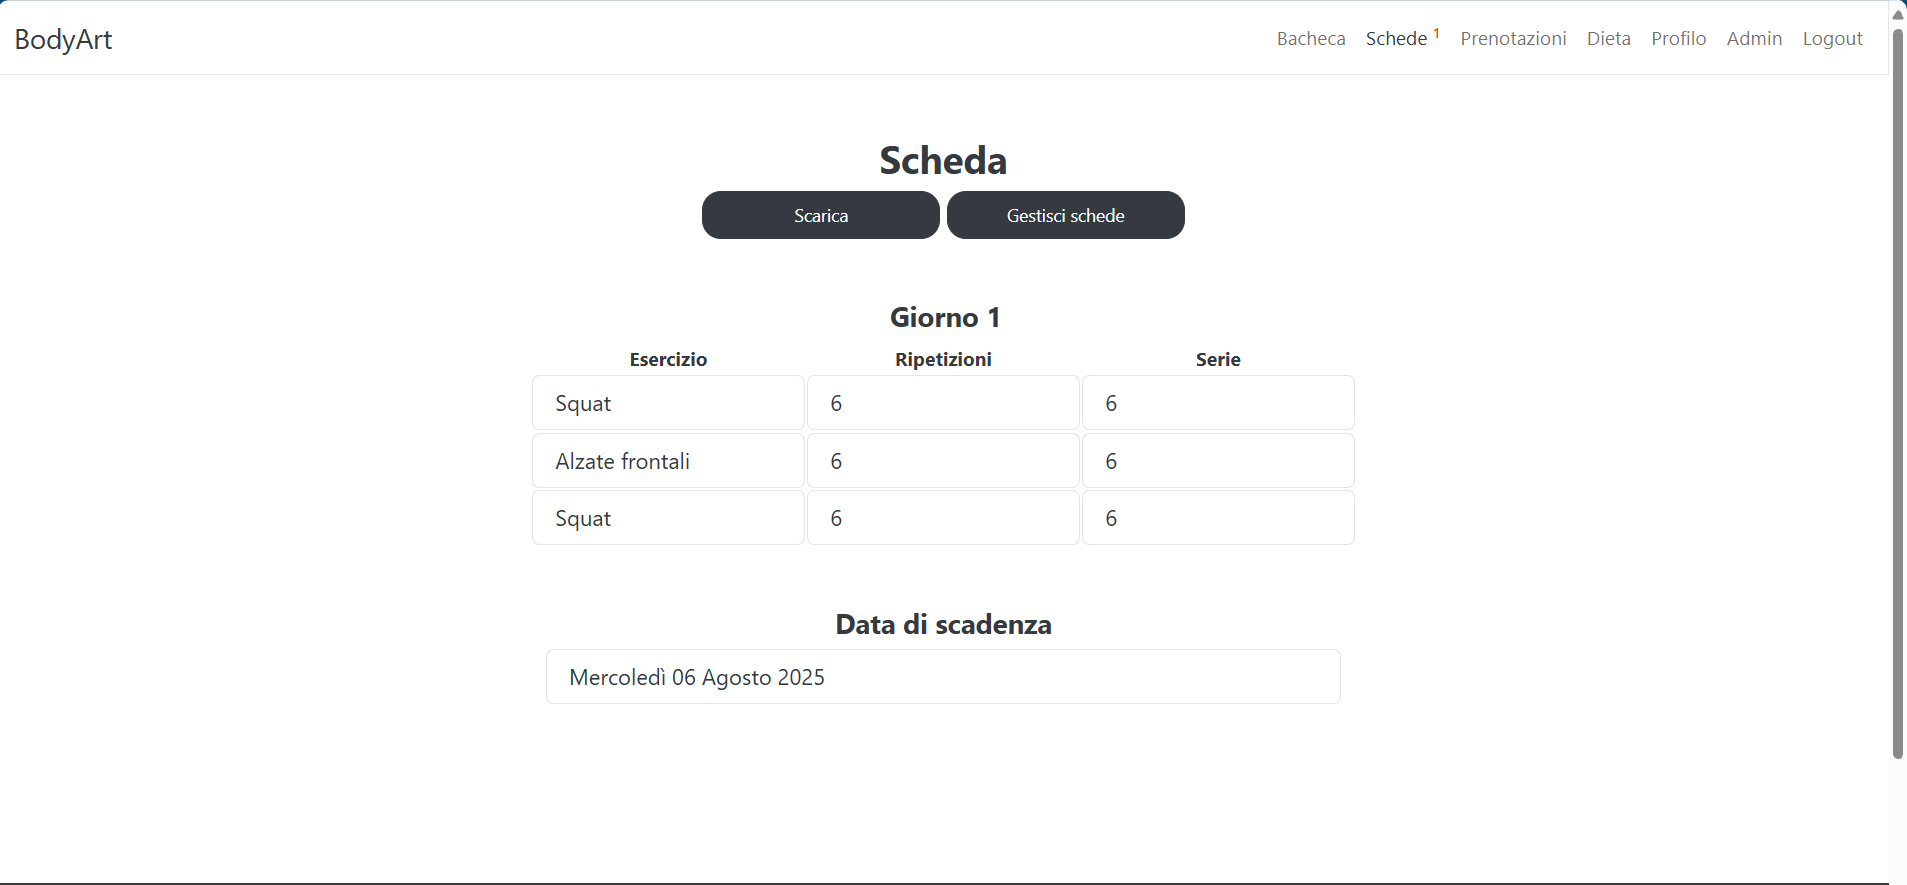 BodyArt
Bacheca Schede 1 Prenotazioni Dieta Profilo Admin Logout
Scheda
Scarica Gestisci schede
Giorno 1
Esercizio Ripetizioni Serie
Squat 6 6
Alzate frontali 6 6
Squat 6 6
Data di scadenza
Mercoledì 06 Agosto 2025